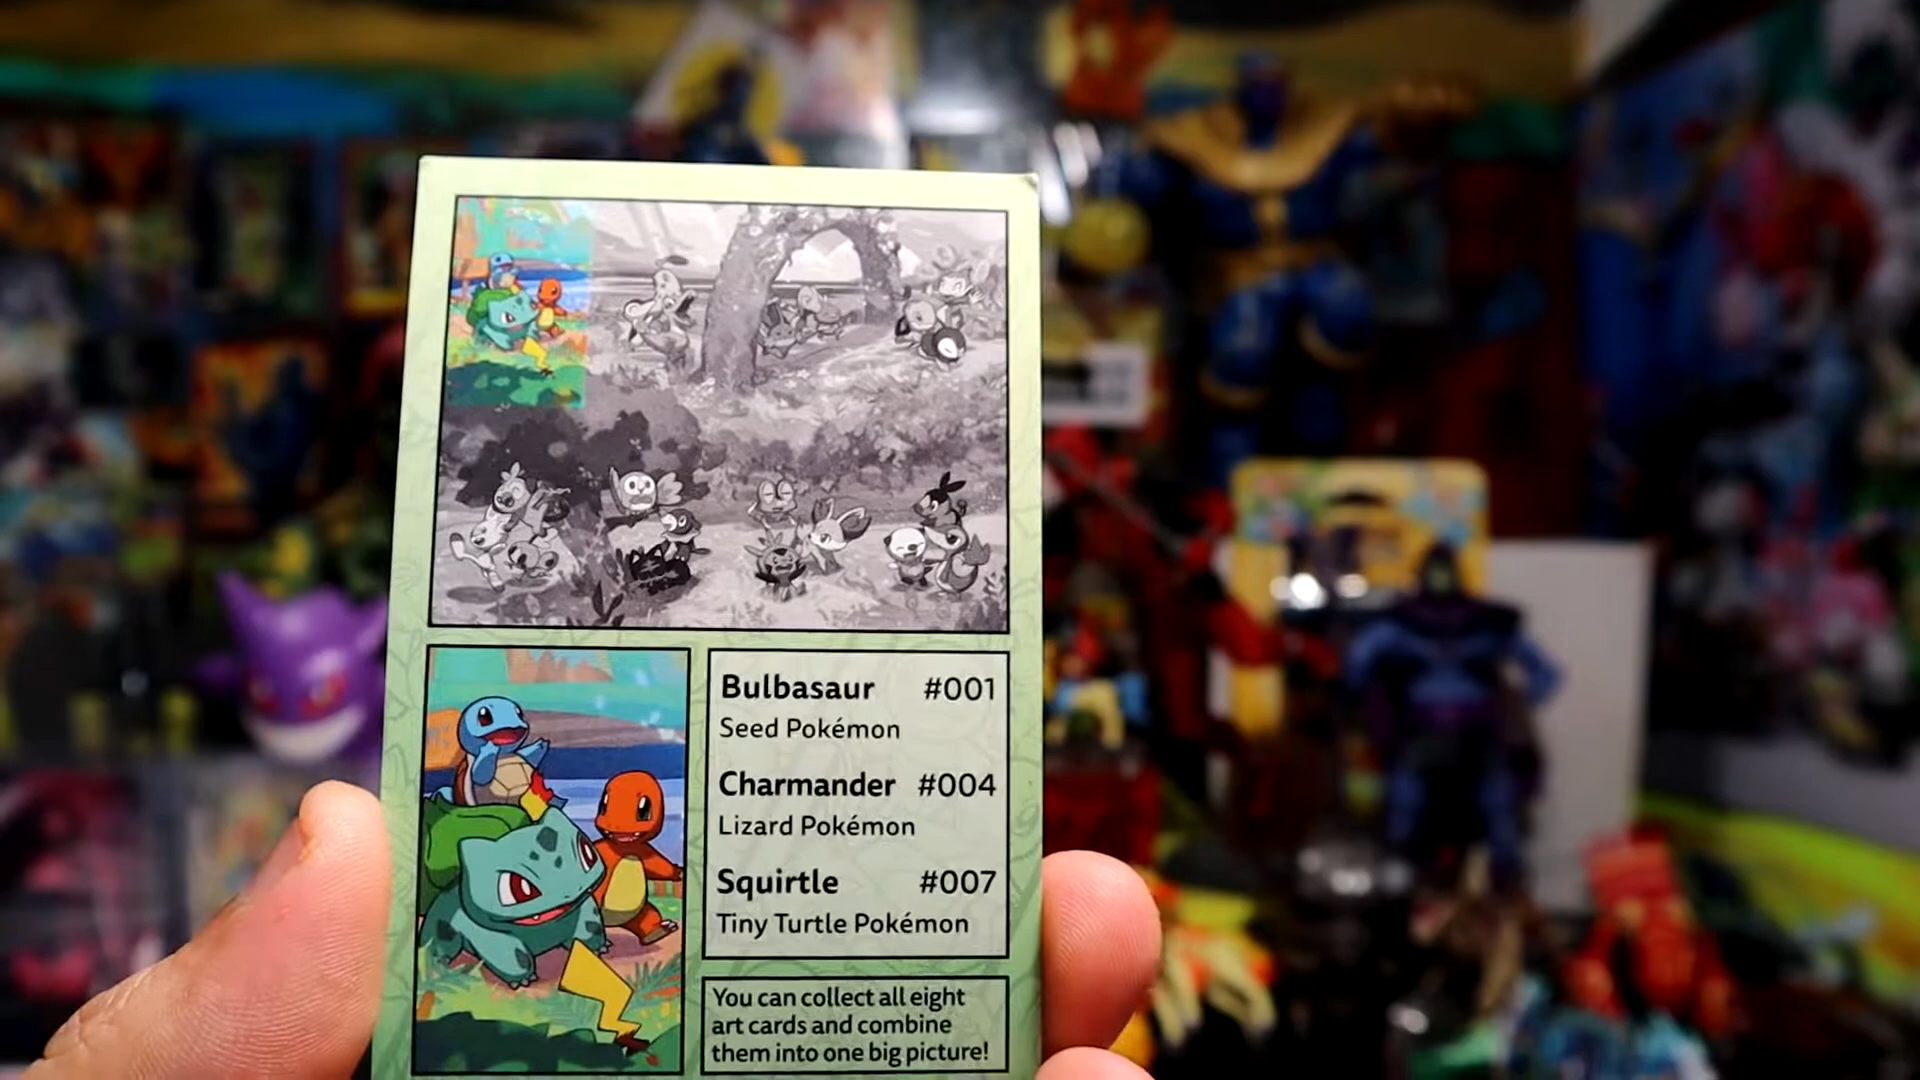 Bulbasaur #001
Seed Pokémon
Charmander #004
Lizard Pokémon
Squirtle #007
Tiny Turtle Pokémon
You can collect all eight
art cards and combine
them into one big picture!